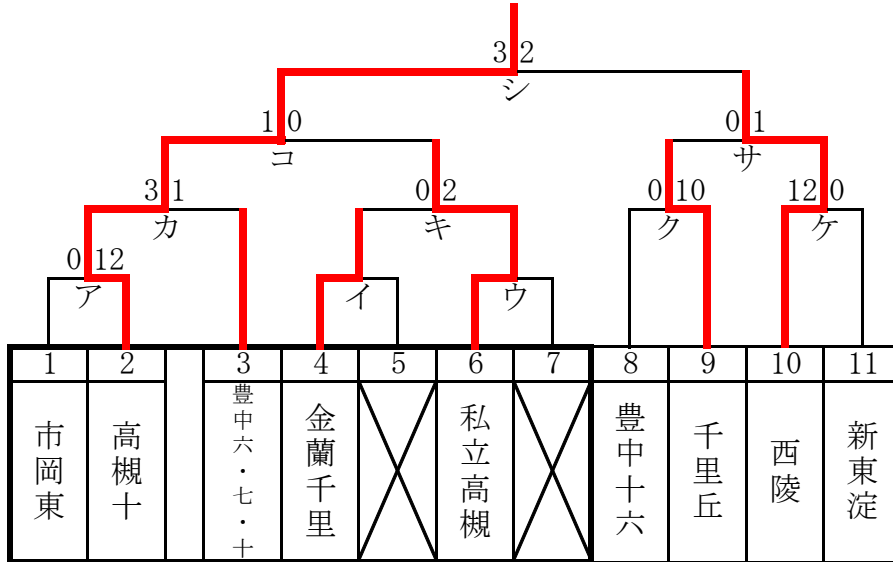 3 2
シ
1 0
コ
0 1
サ
3 1
カ
0 2
キ
0 10
ク
12 0
ケ
0 12
ア
イ
ウ
1 2 3 4 5 6 7 8 9 10 11
市岡東
高槻十
豊中六・七・十
金蘭千里
私立高槻
豊中十六
千里丘
西陵
新東淀